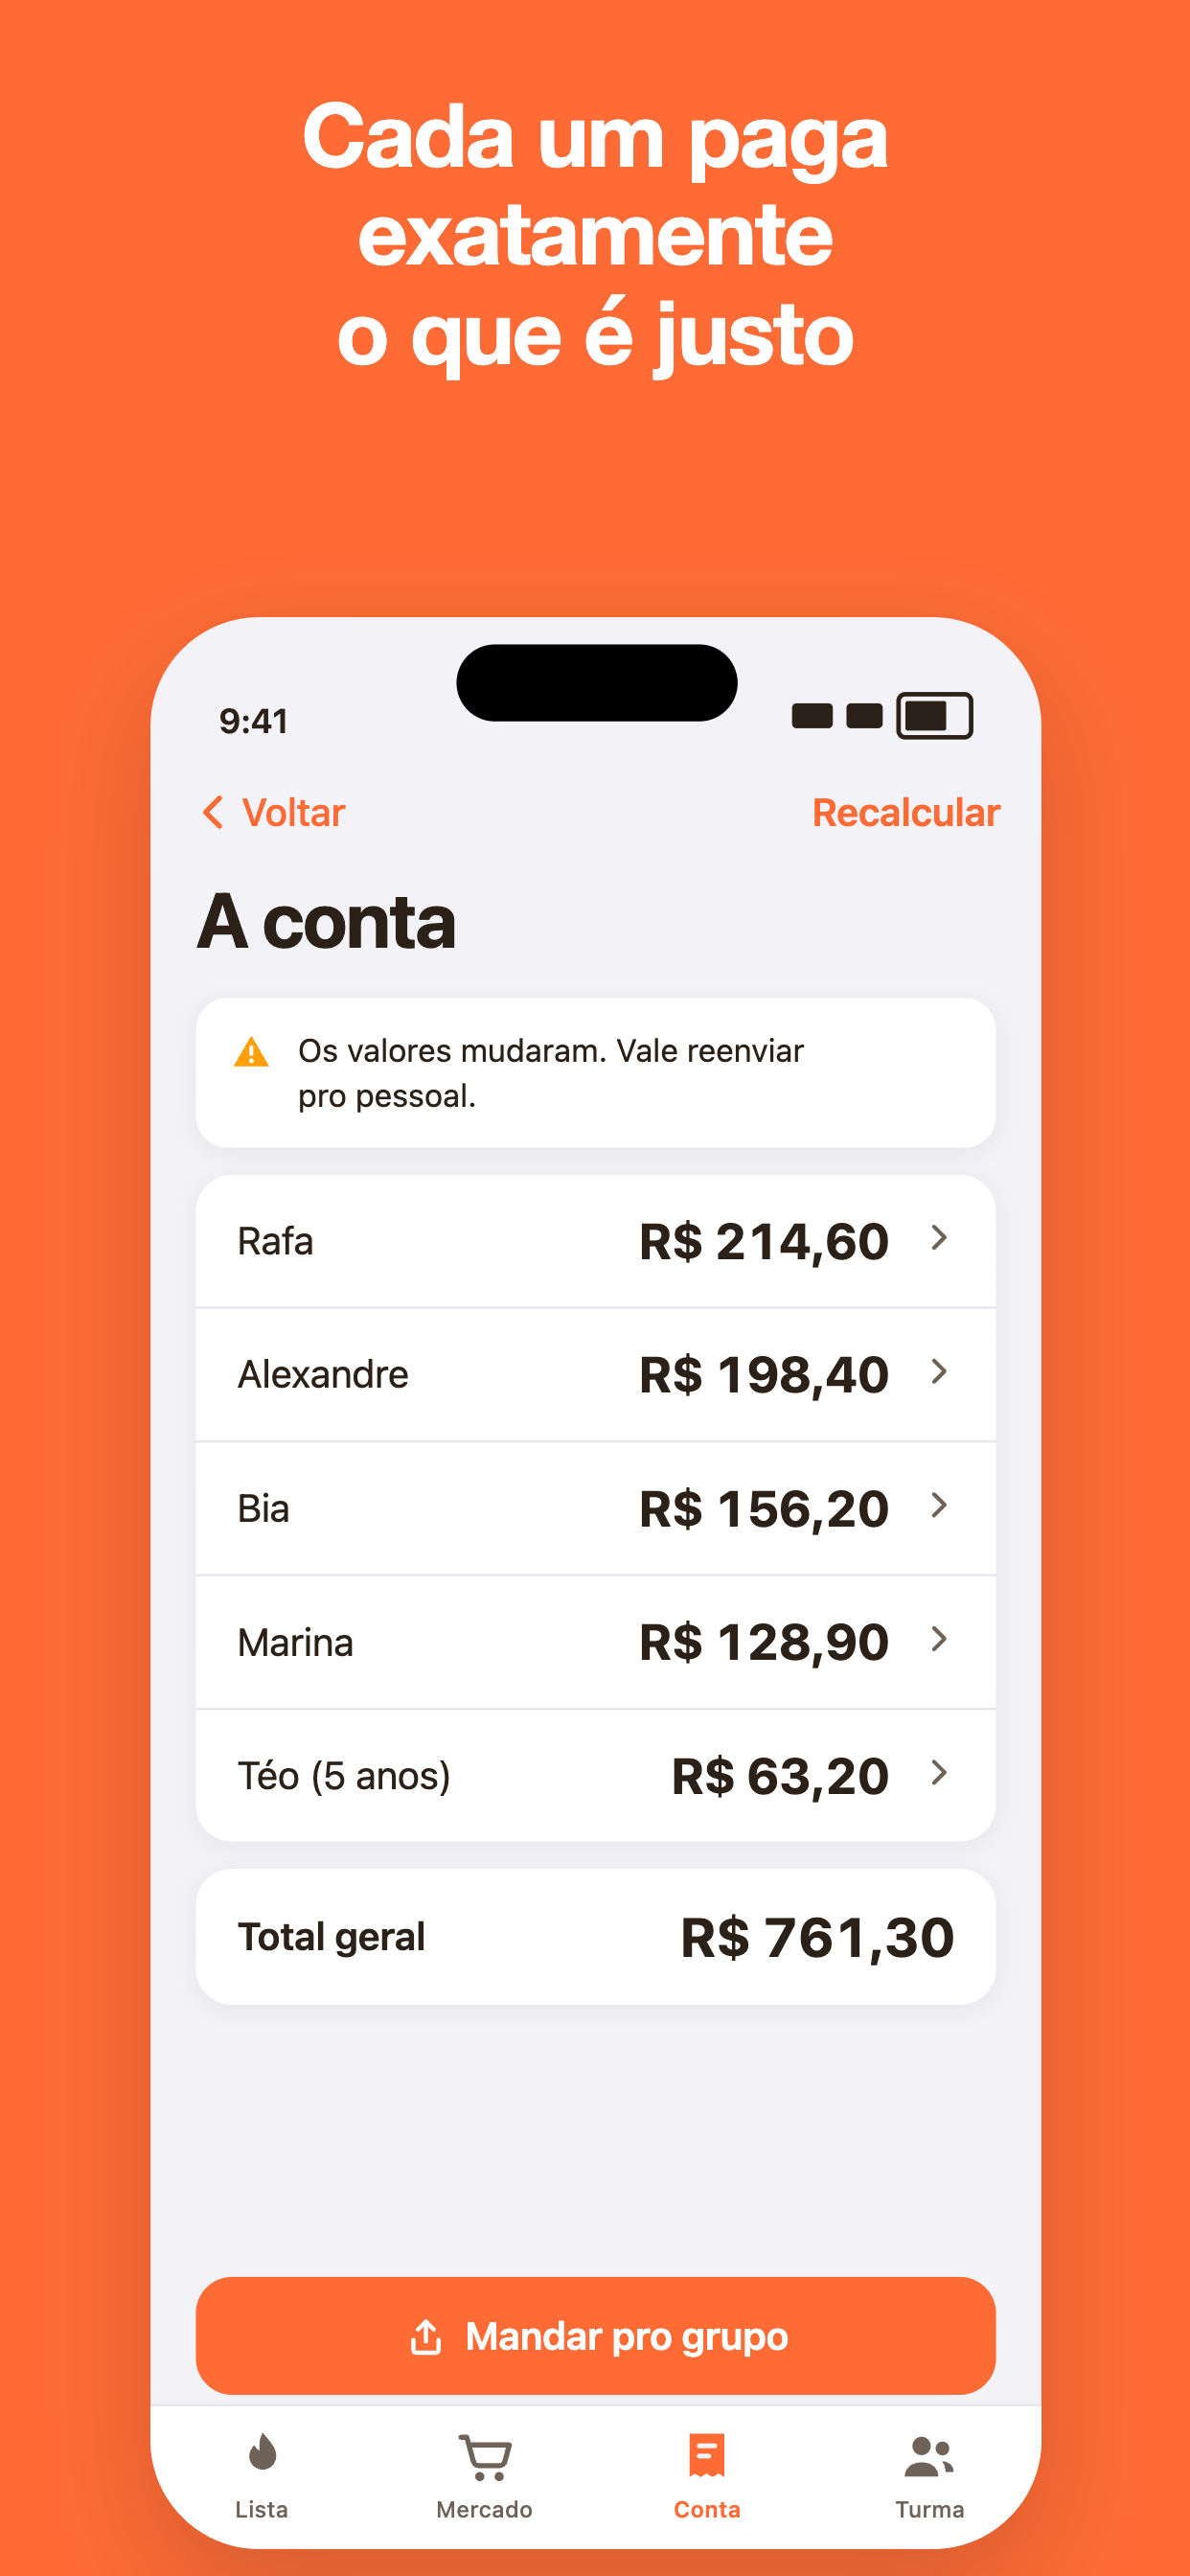 Cada um paga
exatamente
o que é justo
9:41
Voltar
Recalcular
A conta
Os valores mudaram. Vale reenviar
pro pessoal.
Rafa R$ 214,60
Alexandre R$ 198,40
Bia R$ 156,20
Marina R$ 128,90
Téo (5 anos) R$ 63,20
Total geral R$ 761,30
Mandar pro grupo
Lista Mercado Conta Turma